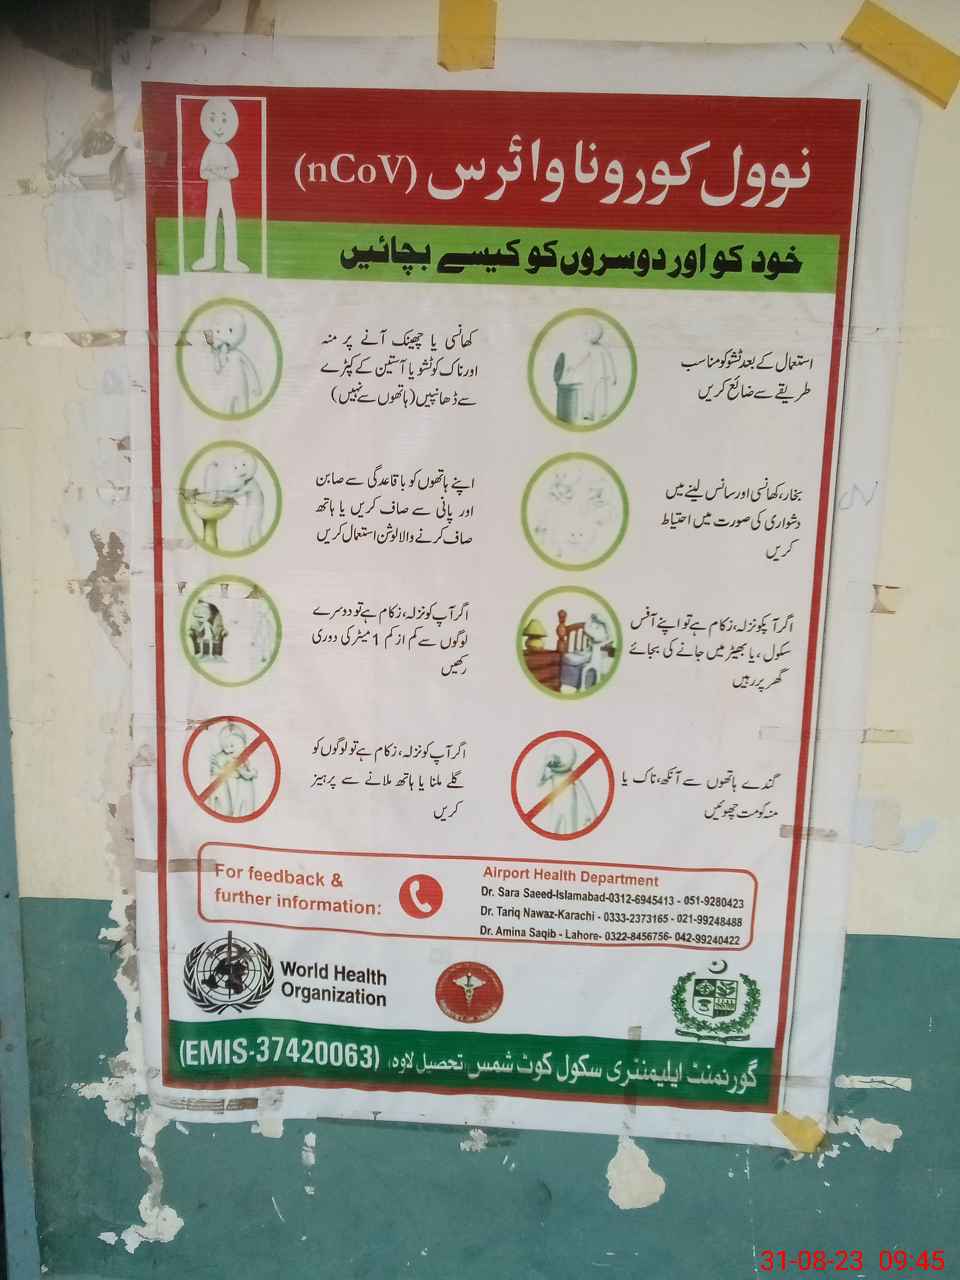 نوول کورونا وائرس (nCoV)
خود کو اور دوسروں کو کیسے بچائیں
استعمال کے بعد ٹشو کو مناسب
طریقے سے ضائع کریں
کھانسی یا چھینک آنے پر منہ
اور ناک کو ٹشو یا آستین کے کپڑے
سے ڈھانپیں (ہاتھوں سے نہیں)
بخار، کھانسی اور سانس لینے میں
دشواری کی صورت میں احتیاط
کریں
اپنے ہاتھوں کو باقاعدگی سے صابن
اور پانی سے صاف کریں یا ہاتھ
صاف کرنے والا لوشن استعمال کریں
اگر آپکو نزلہ، زکام ہے تو اپنے آفس
سکول، یا بھیڑ میں جانے کی بجائے
گھر پر رہیں
اگر آپ کو نزلہ، زکام ہے تو دوسرے
لوگوں سے کم از کم 1 میٹر کی دوری
رکھیں
گندے ہاتھوں سے آنکھ، ناک یا
منہ کو مت چھوئیں
اگر آپ کو نزلہ، زکام ہے تو لوگوں کو
گلے ملنا یا ہاتھ ملانے سے پرہیز
کریں
For feedback &
further information:
Airport Health Department
Dr. Sara Saeed-Islamabad-0312-6945413 - 051-9280423
Dr. Tariq Nawaz-Karachi - 0333-2373165 - 021-99248488
Dr. Amina Saqib - Lahore- 0322-8456756- 042-99240422
World Health
Organization
گورنمنٹ ایلیمنٹری سکول کوٹ شمس، تحصیل لاوہ، (EMIS-37420063)
31-08-23 09:45